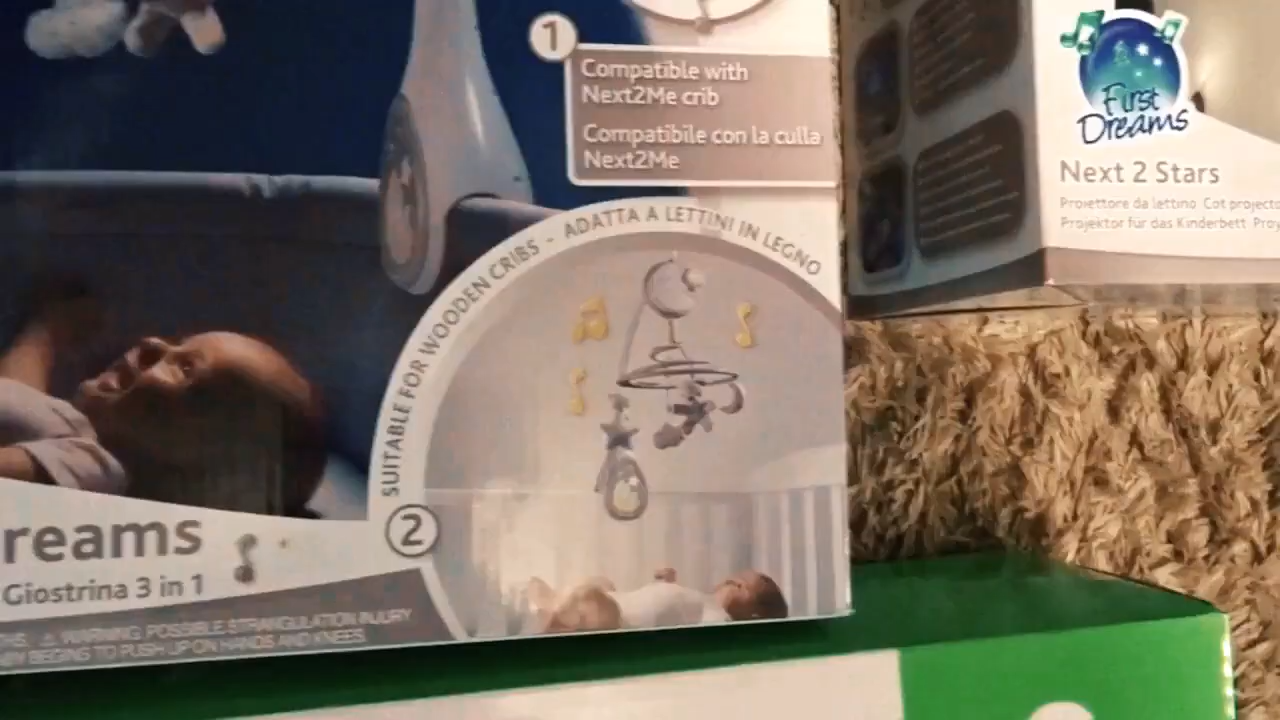 1
Compatible with
Next2Me crib
Compatibile con la culla
Next2Me
SUITABLE FOR WOODEN CRIBS - ADATTA A LETTINI IN LEGNO
2
reams
Giostrina 3 in 1
WARNING: POSSIBLE STRANGULATION INJURY
BEGINS TO PUSH UP ON HANDS AND KNEES
First
Dreams
Next 2 Stars
Proiettore da lettino Cot projecto
Projektor für das Kinderbett Proy